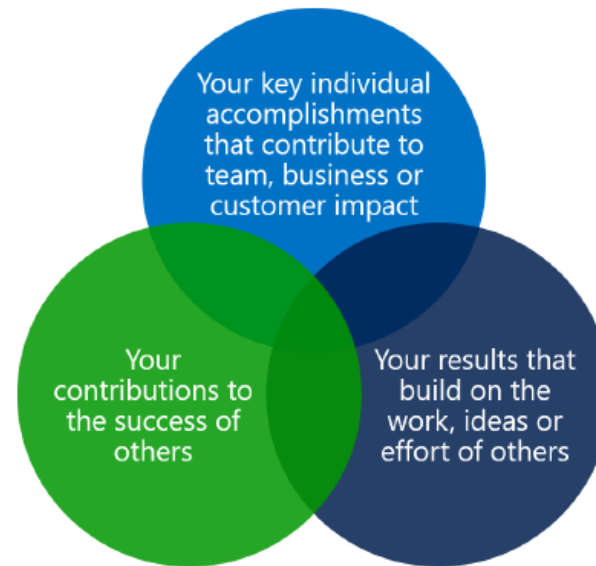 Your key individual
accomplishments
that contribute to
team, business or
customer impact
Your
contributions to
the success of
others
Your results that
build on the
work, ideas or
effort of others